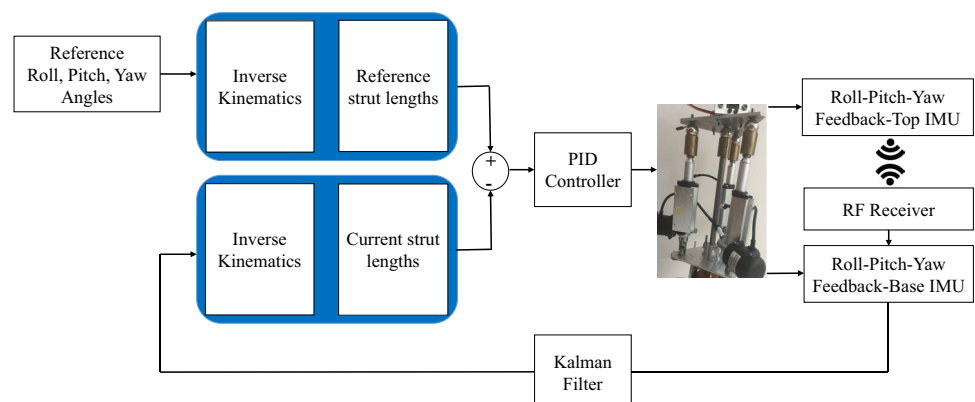 Reference
Roll, Pitch, Yaw
Angles
Inverse
Kinematics
Reference
strut lengths
+
-
PID
Controller
Roll-Pitch-Yaw
Feedback-Top IMU
RF Receiver
Roll-Pitch-Yaw
Feedback-Base IMU
Inverse
Kinematics
Current strut
lengths
Kalman
Filter